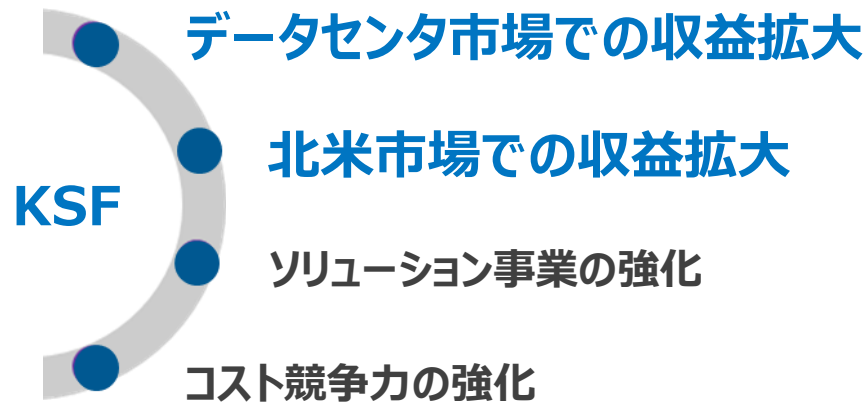 データセンタ市場での収益拡大
北米市場での収益拡大
KSF
ソリューション事業の強化
コスト競争力の強化